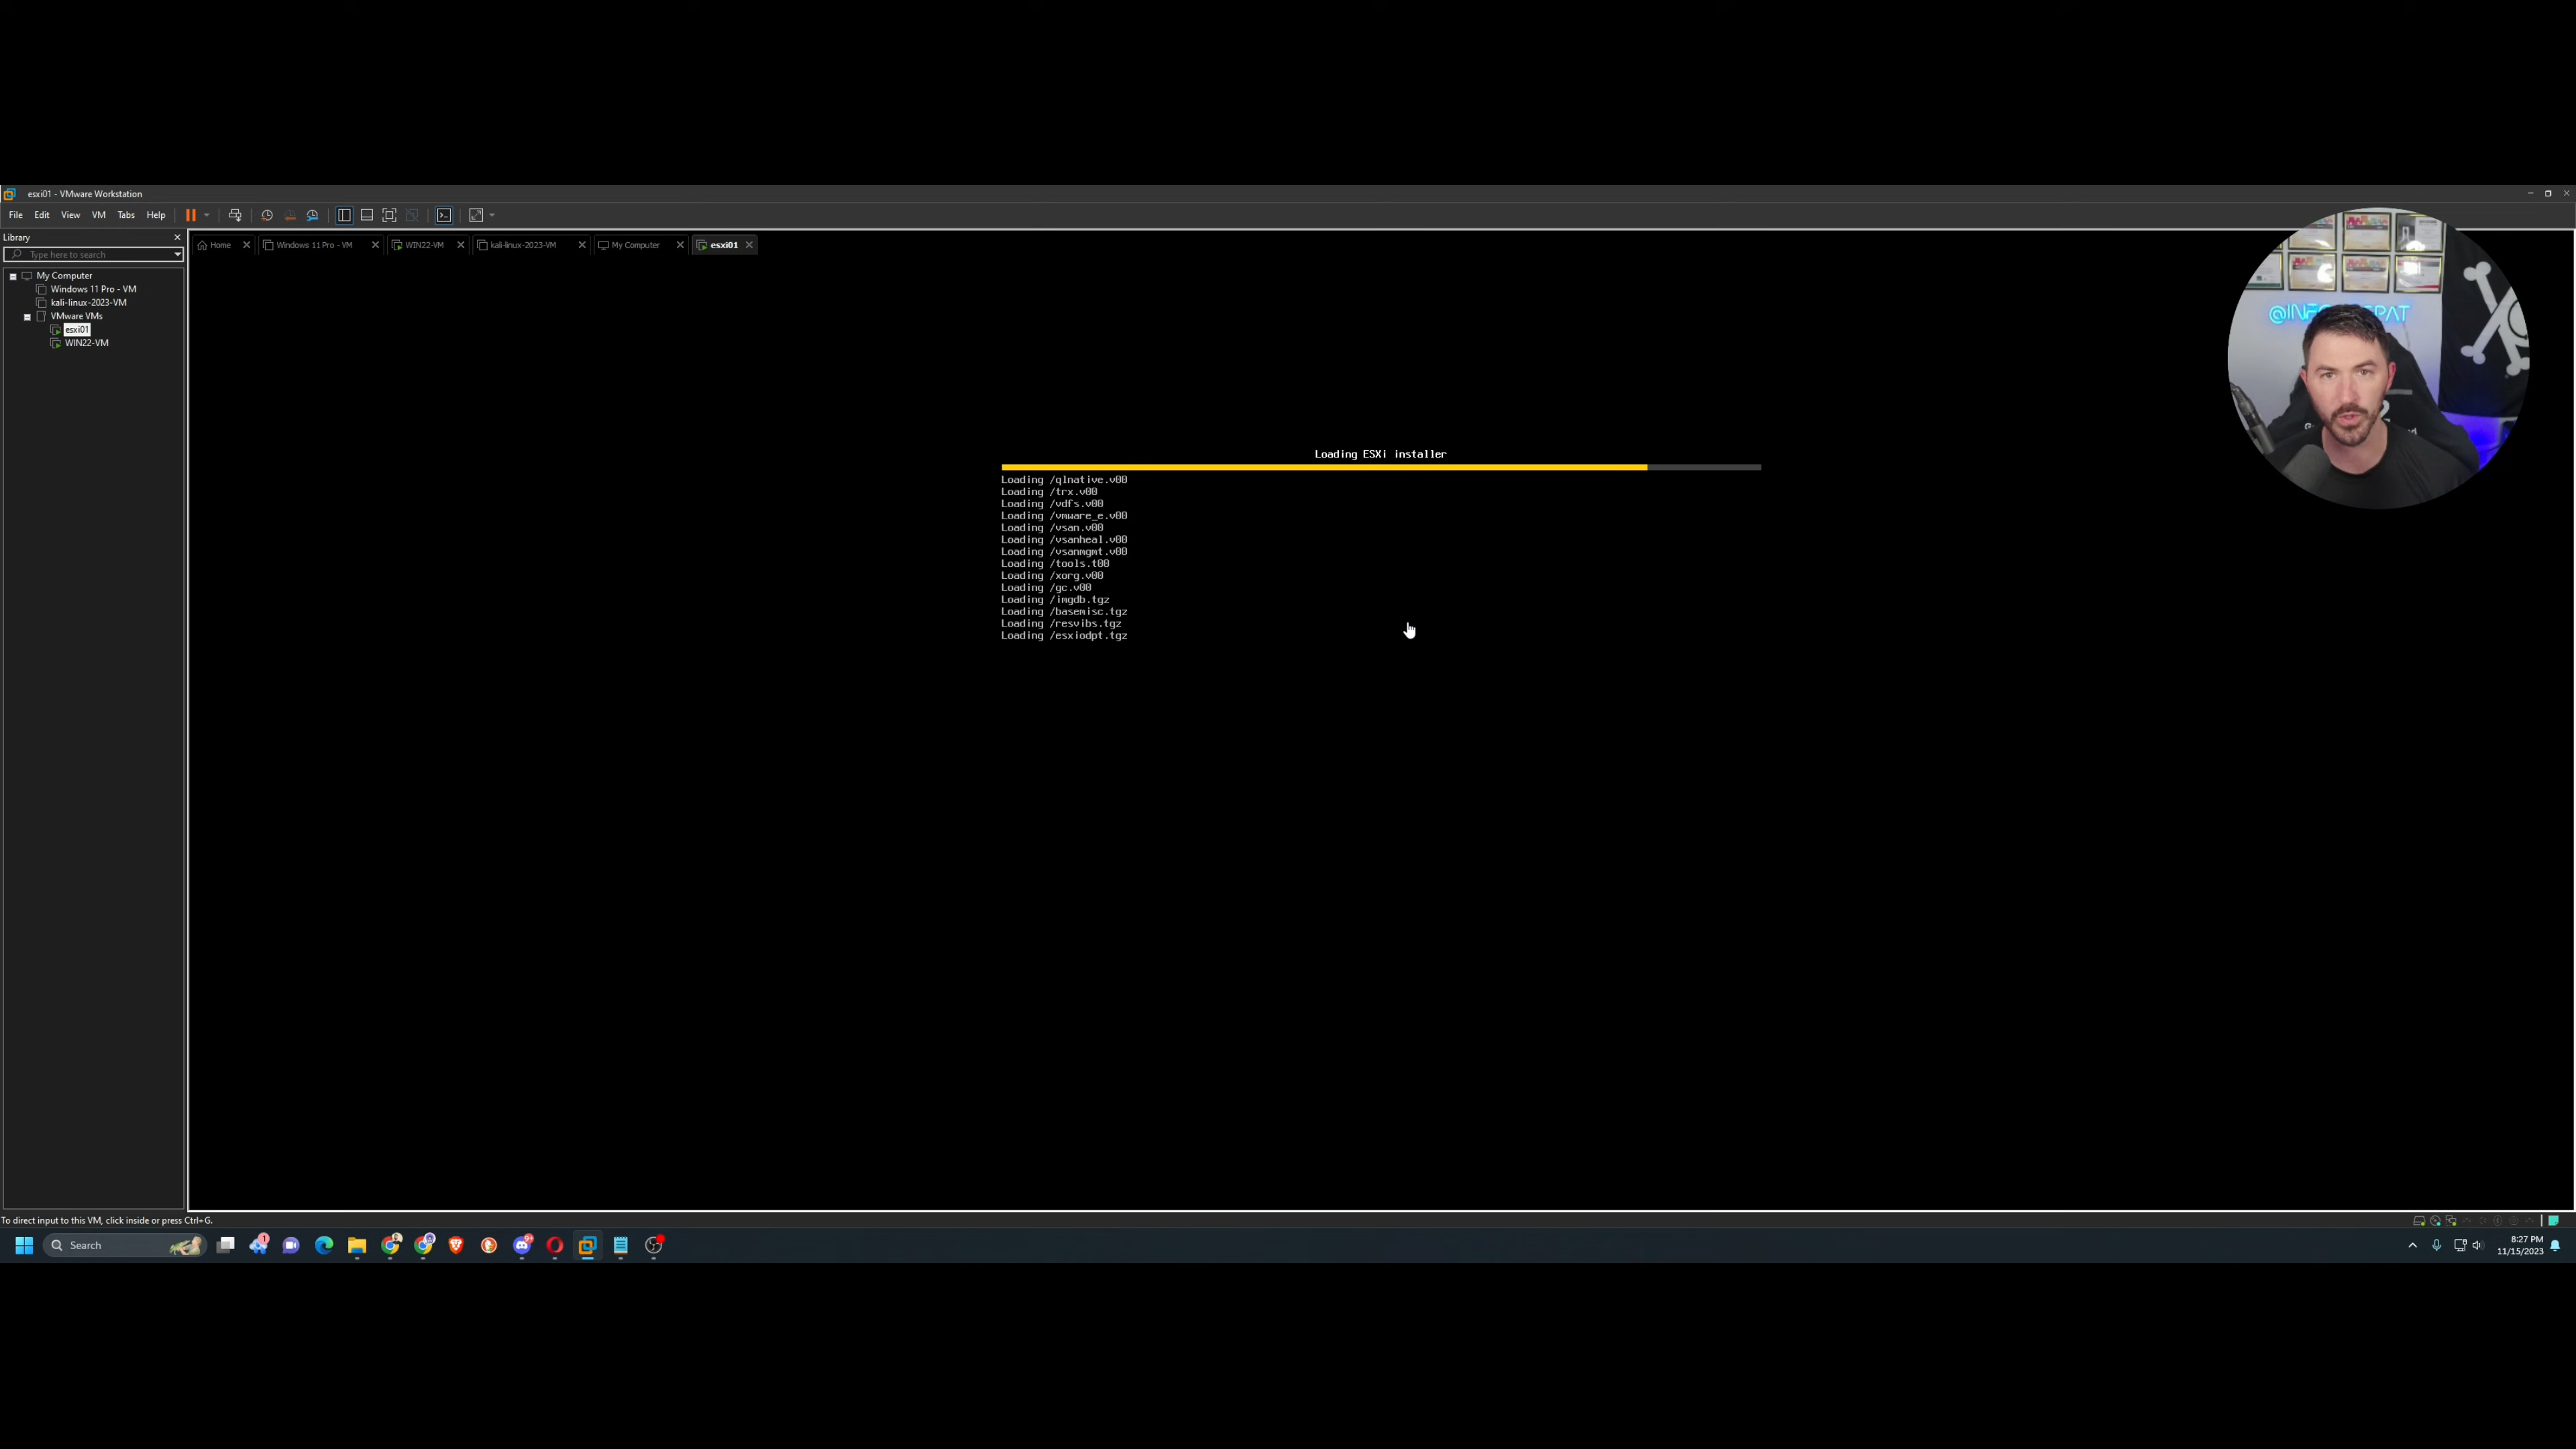 esxi01 - VMware Workstation
File Edit View VM Tabs Help
Library
Type here to search
Home
Windows 11 Pro - VM
WIN22-VM
kali-linux-2023-VM
My Computer
esxi01
My Computer
Windows 11 Pro - VM
kali-linux-2023-VM
VMware VMs
esxi01
WIN22-VM
Loading ESXi installer
Loading /qlnative.v00
Loading /trx.v00
Loading /vdfs.v00
Loading /vmware_e.v00
Loading /vsan.v00
Loading /vsanheal.v00
Loading /vsanmgmt.v00
Loading /tools.t00
Loading /xorg.v00
Loading /gc.v00
Loading /imgdb.tgz
Loading /basemisc.tgz
Loading /resvibs.tgz
Loading /esxiodpt.tgz
To direct input to this VM, click inside or press Ctrl+G.
Search
8:27 PM
11/15/2023